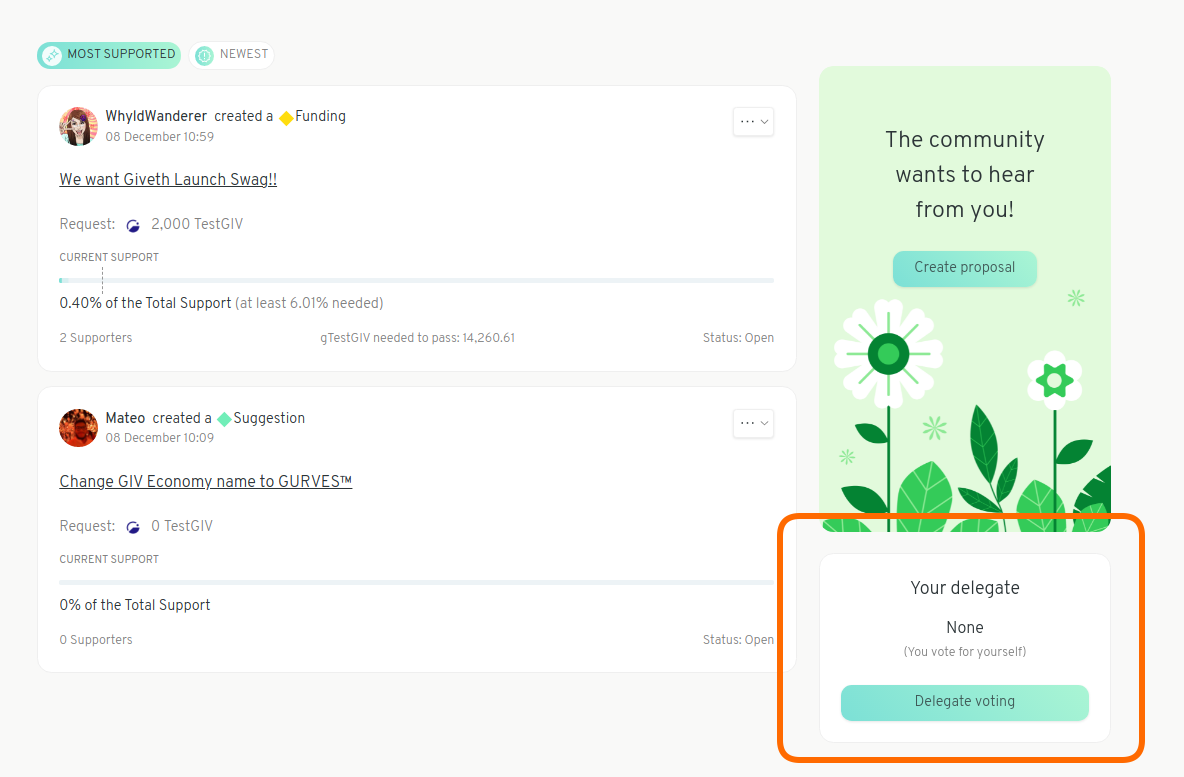 MOST SUPPORTED
NEWEST
WhyldWanderer created a Funding
08 December 10:59
We want Giveth Launch Swag!!
Request: 2,000 TestGIV
CURRENT SUPPORT
0.40% of the Total Support (at least 6.01% needed)
2 Supporters gTestGIV needed to pass: 14,260.61 Status: Open
Mateo created a Suggestion
08 December 10:09
Change GIV Economy name to GURVES™
Request: 0 TestGIV
CURRENT SUPPORT
0% of the Total Support
0 Supporters Status: Open
The community
wants to hear
from you!
Create proposal
Your delegate
None
(You vote for yourself)
Delegate voting